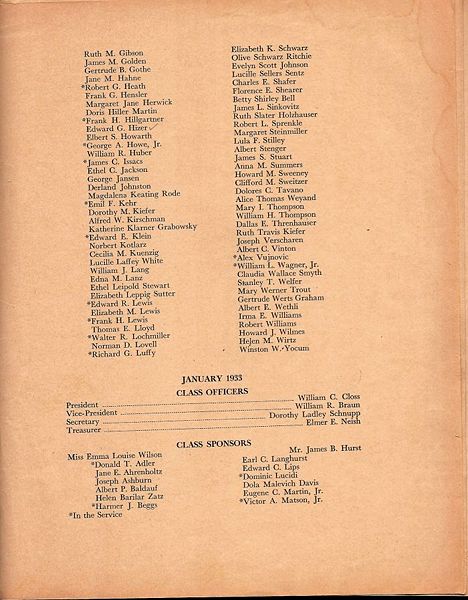 Ruth M. Gibson
James M. Golden
Gertrude B. Gothe
Jane M. Hahne
*Robert G. Heath
Frank G. Hensler
Margaret Jane Herwick
Doris Hiller Martin
*Frank H. Hillgartner
Edward G. Hizer
Elbert S. Howarth
*George A. Howe, Jr.
William R. Huber
*James C. Issacs
Ethel C. Jackson
George Jansen
Derland Johnston
Magdalena Keating Rode
*Emil F. Kehr
Dorothy M. Kiefer
Alfred W. Kirschman
Katherine Klarner Grabowsky
*Edward E. Klein
Norbert Kotlarz
Cecilia M. Kuenzig
Lucille Laffey White
William J. Lang
Edna M. Lanz
Ethel Leipold Stewart
Elizabeth Leppig Sutter
*Edward R. Lewis
Elizabeth M. Lewis
*Frank H. Lewis
Thomas E. Lloyd
*Walter R. Lochmiller
Norman D. Lovell
*Richard G. Luffy
Elizabeth K. Schwarz
Olive Schwarz Ritchie
Evelyn Scott Johnson
Lucille Sellers Sentz
Charles E. Shafer
Florence E. Shearer
Betty Shirley Bell
James L. Sinkovitz
Ruth Slater Holzhauser
Robert L. Sprenkle
Margaret Steinmiller
Lula F. Stilley
Albert Stenger
James S. Stuart
Anna M. Summers
Howard M. Sweeney
Clifford M. Sweitzer
Dolores C. Tavano
Alice Thomas Weyand
Mary I. Thompson
William H. Thompson
Dallas E. Threnhauser
Ruth Travis Kiefer
Joseph Verscharen
Albert C. Vinton
*Alex Vujnovic
*William L. Wagner, Jr.
Claudia Wallace Smyth
Stanley T. Welfer
Mary Werner Trout
Gertrude Werts Graham
Albert E. Wethli
Irma E. Williams
Robert Williams
Howard J. Wilmes
Helen M. Wirtz
Winston W. Yocum
JANUARY 1933
CLASS OFFICERS
President ........ William C. Closs
Vice-President ........ William R. Braun
Secretary ........ Dorothy Ladley Schnupp
Treasurer ........ Elmer E. Neish
CLASS SPONSORS
Miss Emma Louise Wilson
Mr. James B. Hurst
*Donald T. Adler
Jane E. Ahrenholtz
Joseph Ashburn
Albert P. Baldauf
Helen Barilar Zatz
*Harmer J. Beggs
Earl C. Langhurst
Edward C. Lips
*Dominic Lucidi
Dola Malevich Davis
Eugene C. Martin, Jr.
*Victor A. Matson, Jr.
*In the Service